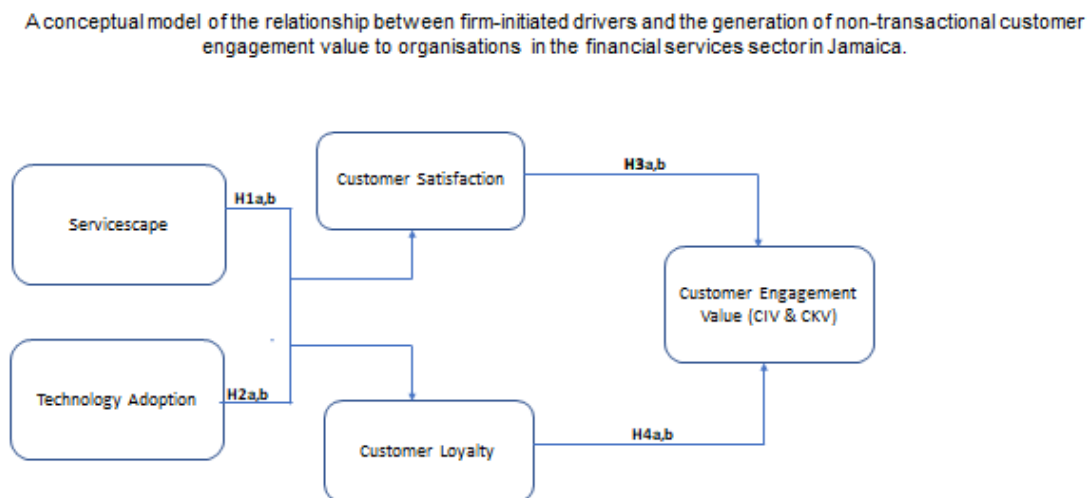 A conceptual model of the relationship between firm-initiated drivers and the generation of non-transactional customer
engagement value to organisations in the financial services sector in Jamaica.
Servicescape
H1a,b
Customer Satisfaction
H3a,b
Customer Engagement
Value (CIV & CKV)
Technology Adoption
H2a,b
Customer Loyalty
H4a,b